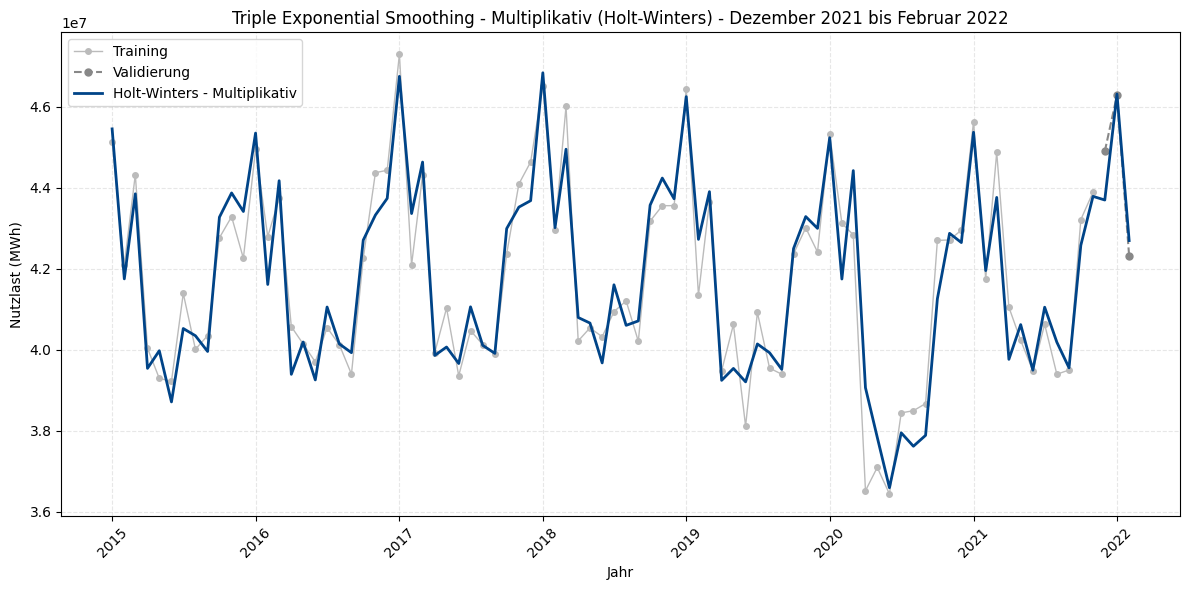 Triple Exponential Smoothing - Multiplikativ (Holt-Winters) - Dezember 2021 bis Februar 2022
1e7
Training
Validierung
Holt-Winters - Multiplikativ
4.6
4.4
4.2
4.0
3.8
3.6
Nutzlast (MWh)
2015
2016
2017
2018
2019
2020
2021
2022
Jahr